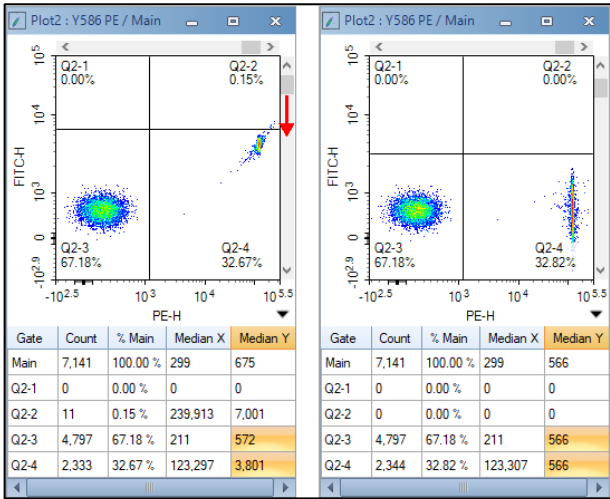 Plot2 : Y586 PE / Main
Q2-1
0.00%
Q2-2
0.15%
10^5
10^4
10^3
0
-10^2.9
FITC-H
Q2-3
67.18%
Q2-4
32.67%
-10^2.5
10^3
10^4
10^5.5
PE-H
Gate Count % Main Median X Median Y
Main 7,141 100.00 % 299 675
Q2-1 0 0.00 % 0 0
Q2-2 11 0.15 % 239,913 7,001
Q2-3 4,797 67.18 % 211 572
Q2-4 2,333 32.67 % 123,297 3,801
Plot2 : Y586 PE / Main
Q2-1
0.00%
Q2-2
0.00%
10^5
10^4
10^3
0
-10^2.9
FITC-H
Q2-3
67.18%
Q2-4
32.82%
-10^2.5
10^3
10^4
10^5.5
PE-H
Gate Count % Main Median X Median Y
Main 7,141 100.00 % 299 566
Q2-1 0 0.00 % 0 0
Q2-2 0 0.00 % 0 0
Q2-3 4,797 67.18 % 211 566
Q2-4 2,344 32.82 % 123,307 566